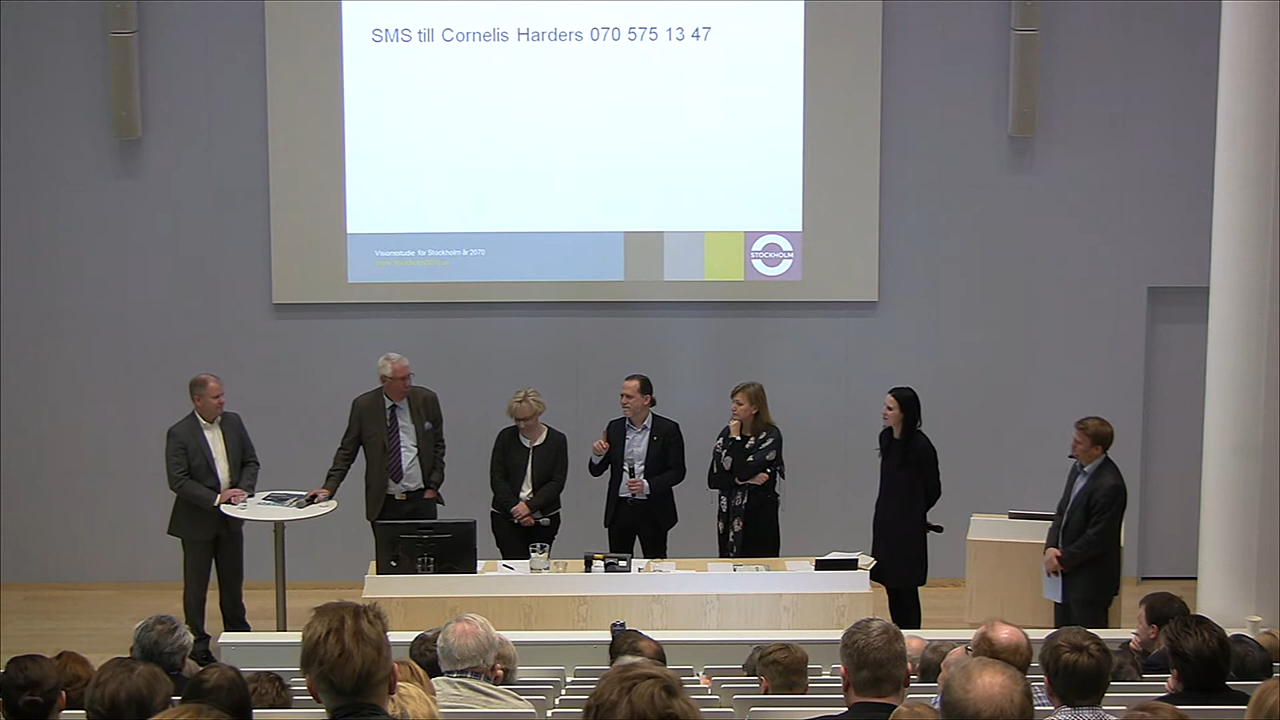 SMS till Cornelis Harders 070 575 13 47
Visionsstudie för Stockholm år 2070
STOCKHOLM